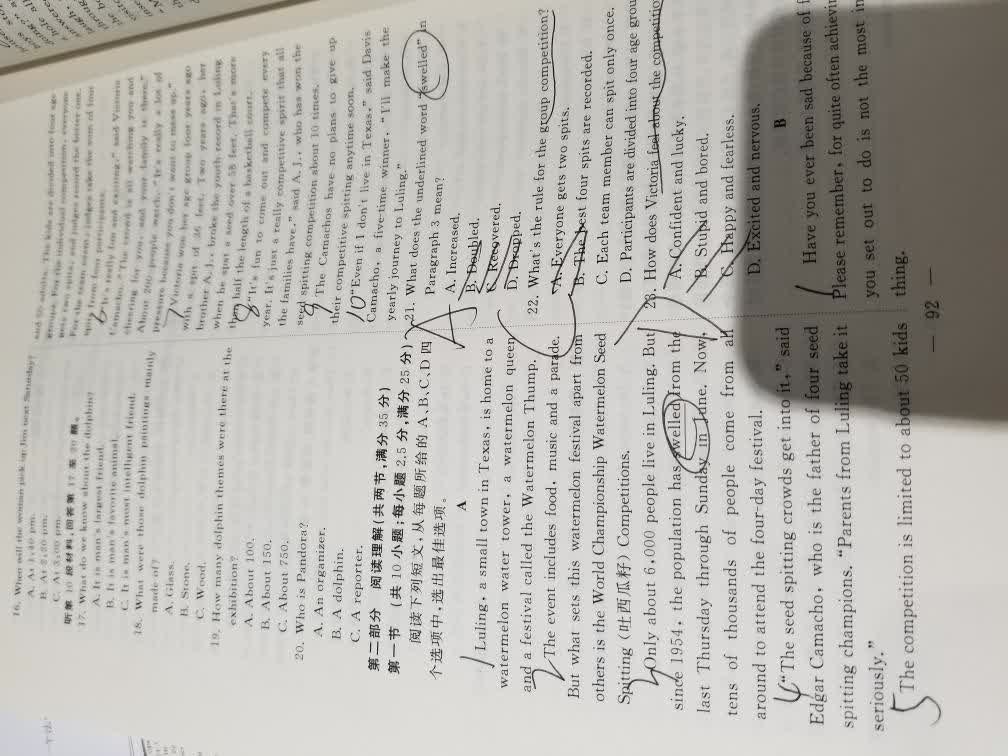 16. When will the woman pick up Jim next Saturday?
A. At 1:40 pm.
B. At 2:20 pm.
C. At 3:00 pm.
听第 10 段材料,回答第 17 至 20 题。
17. What do we know about the dolphin?
A. It is man's largest friend.
B. It is man's favorite animal.
C. It is man's most intelligent friend.
18. What were those dolphin paintings mainly
made of?
A. Glass.
B. Stone.
C. Wood.
19. How many dolphin themes were there at the
exhibition?
A. About 100.
B. About 150.
C. About 750.
20. Who is Pandora?
A. An organizer.
B. A dolphin.
C. A reporter.
第二部分 阅读理解(共两节,满分 35 分)
第一节 (共 10 小题;每小题 2.5 分,满分 25 分)
阅读下列短文,从每题所给的 A、B、C、D 四
个选项中,选出最佳选项。
A
1 Luling, a small town in Texas, is home to a
watermelon water tower, a watermelon queen
and a festival called the Watermelon Thump.
2 The event includes food, music and a parade.
But what sets this watermelon festival apart from
others is the World Championship Watermelon Seed
Spitting (吐西瓜籽) Competitions.
3 Only about 6,000 people live in Luling. But
since 1954, the population has swelled from the
last Thursday through Sunday in June. Now,
tens of thousands of people come from all
around to attend the four-day festival.
4 "The seed spitting crowds get into it," said
Edgar Camacho, who is the father of four seed
spitting champions. "Parents from Luling take it
seriously."
5 The competition is limited to about 50 kids
and 50 adults. The kids are divided into four age
groups. For the individual competition, everyone
gets two spits and judges record the better one.
For the team seem, judges take the sum of four
spits from four participants.
6 "It's really fun and exciting," said Victoria
Camacho. "The crowd is all watching you and
cheering for you, and your family is there.
About 200 people watch. "It's really a lot of
pressure because you don't want to mess up."
7 Victoria won her age group four years ago
with a spit of 36 feet. Two years ago, her
brother A.J., broke the youth record in Luling
when he spat a seed over 58 feet. That's more
than half the length of a basketball court.
8 "It's fun to come out and compete every
year. It's just a really competitive spirit that all
the families have," said A.J., who has won the
seed spitting competition about 10 times.
9 The Camachos have no plans to give up
their competitive spitting anytime soon.
10 "Even if I don't live in Texas," said Davis
Camacho, a five-time winner, "I'll make the
yearly journey to Luling."
21. What does the underlined word "swelled" in
Paragraph 3 mean?
A. Increased.
B. Doubled.
C. Recovered.
D. Dropped.
22. What's the rule for the group competition?
A. Everyone gets two spits.
B. The best four spits are recorded.
C. Each team member can spit only once.
D. Participants are divided into four age
23. How does Victoria feel about the
A. Confident and lucky.
B. Stupid and bored.
C. Happy and fearless.
D. Excited and nervous.
B
1 Have you ever been sad because of
Please remember, for quite often
you set out to do is not the most
thing.
— 92 —